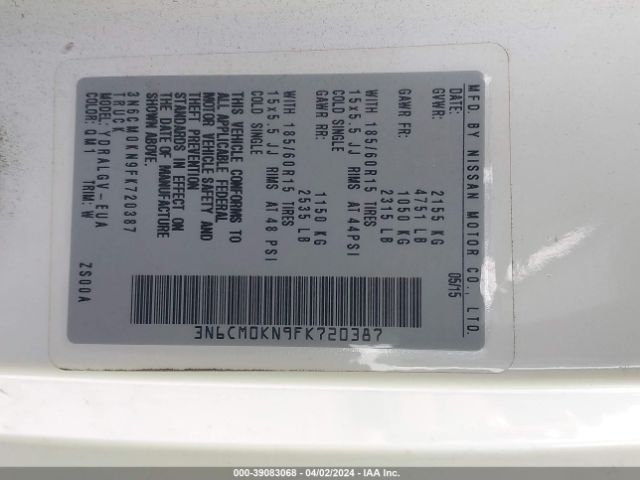 MFD. BY NISSAN MOTOR CO., LTD.
DATE: 05/15
GVWR: 2155 KG
4751 LB
GAWR FR: 1050 KG
2315 LB
WITH 185/60R15 TIRES
15x5.5 JJ RIMS AT 44PSI
COLD SINGLE
GAWR RR: 1150 KG
2535 LB
WITH 185/60R15 TIRES
15x5.5 JJ RIMS AT 48 PSI
COLD SINGLE
THIS VEHICLE CONFORMS TO
ALL APPLICABLE FEDERAL
MOTOR VEHICLE SAFETY AND
THEFT PREVENTION
STANDARDS IN EFFECT ON
THE DATE OF MANUFACTURE
SHOWN ABOVE.
3N6CM0KN9FK720387
TRUCK
MODEL: YDRALGV-EUA
COLOR: QM1 TRIM: W
ZS00A
3N6CM0KN9FK720387
000-39083068 - 04/02/2024 - IAAI.com